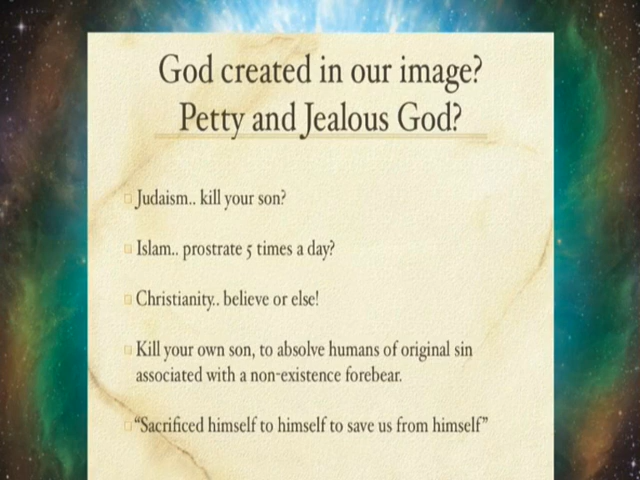 God created in our image?
Petty and Jealous God?
Judaism.. kill your son?
Islam.. prostrate 5 times a day?
Christianity.. believe or else!
Kill your own son, to absolve humans of original sin
associated with a non-existence forebear.
“Sacrificed himself to himself to save us from himself”